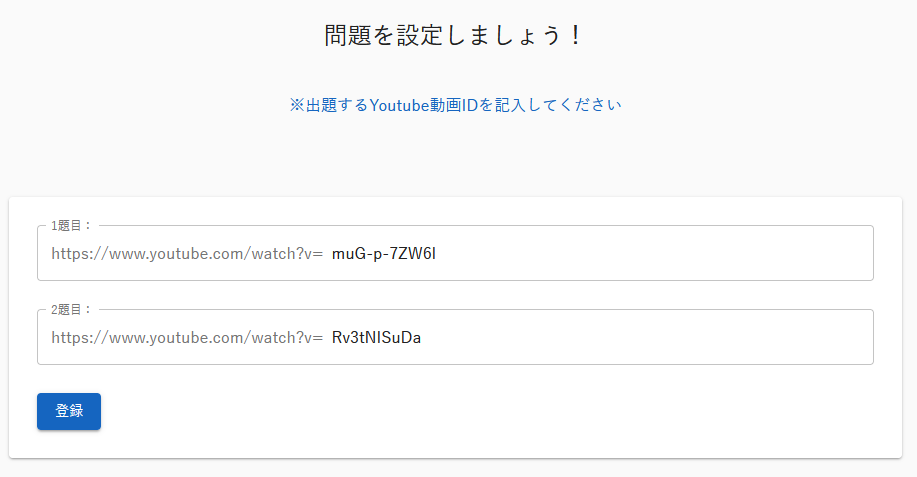 問題を設定しましょう！
※出題するYoutube動画IDを記入してください
1題目：
https://www.youtube.com/watch?v= muG-p-7ZW6I
2題目：
https://www.youtube.com/watch?v= Rv3tNISuDa
登録